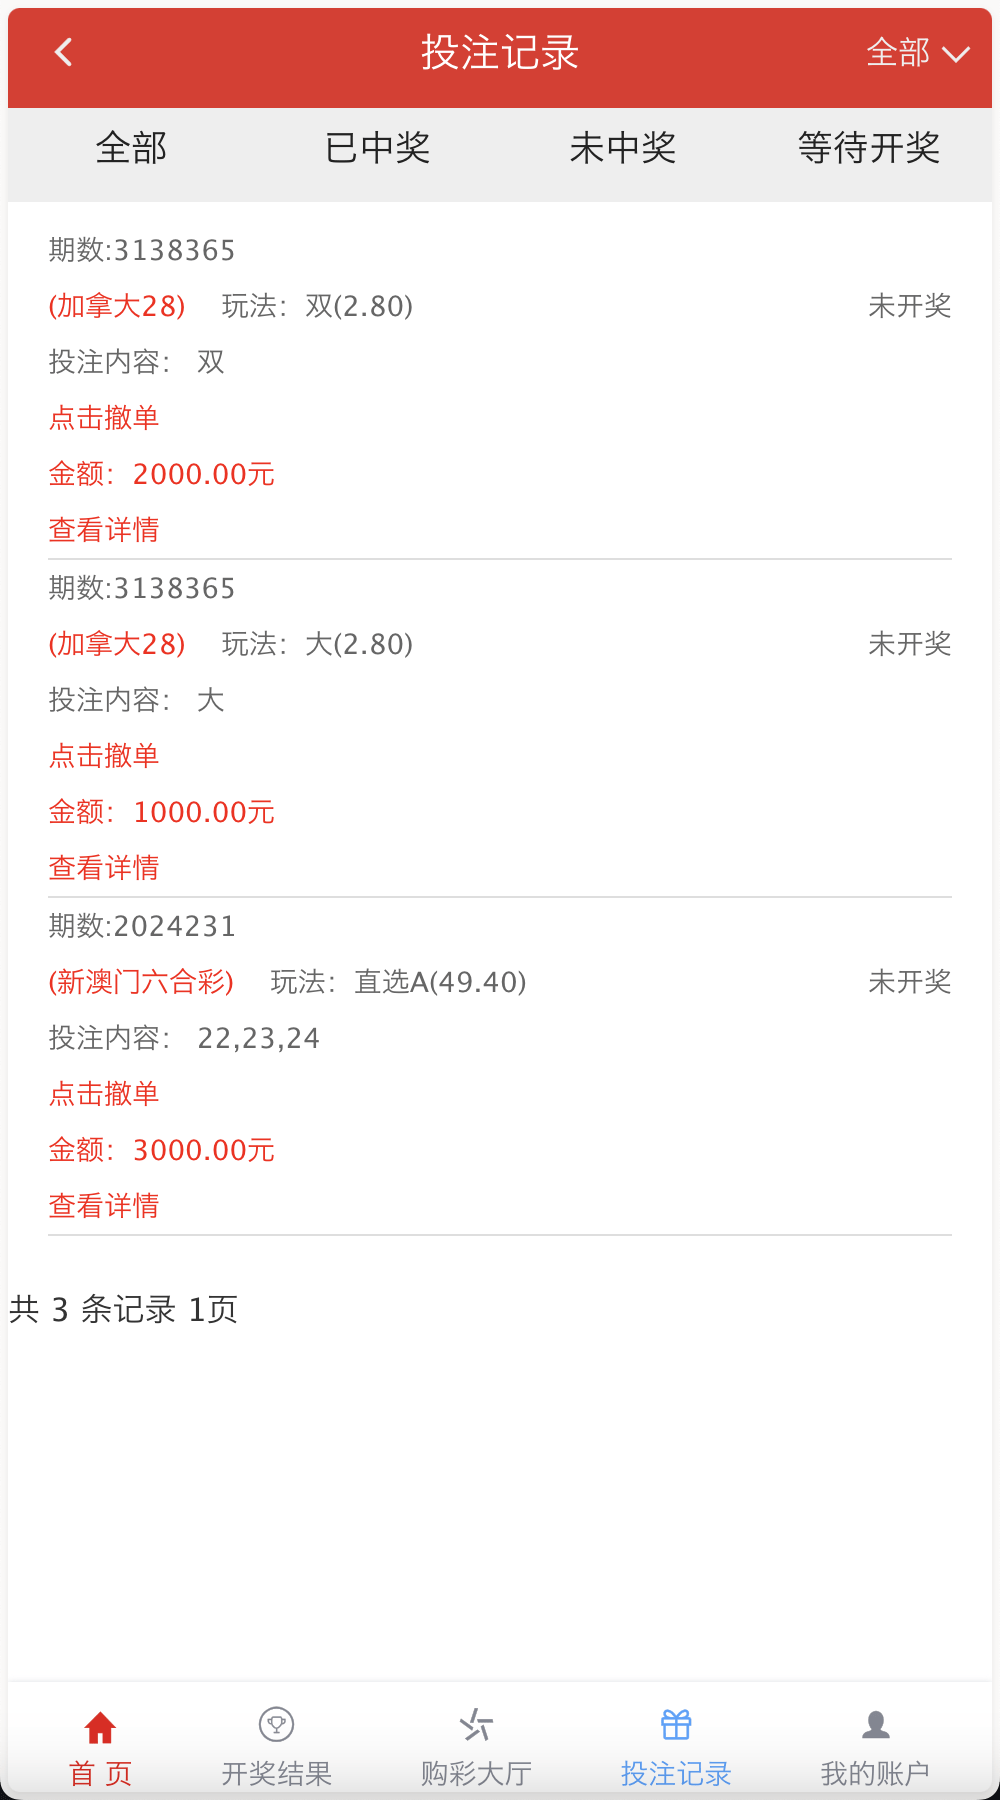 投注记录
全部
全部 已中奖 未中奖 等待开奖
期数:3138365
(加拿大28) 玩法：双(2.80) 未开奖
投注内容： 双
点击撤单
金额：2000.00元
查看详情
期数:3138365
(加拿大28) 玩法：大(2.80) 未开奖
投注内容： 大
点击撤单
金额：1000.00元
查看详情
期数:2024231
(新澳门六合彩) 玩法：直选A(49.40) 未开奖
投注内容： 22,23,24
点击撤单
金额：3000.00元
查看详情
共 3 条记录 1页
首 页 开奖结果 购彩大厅 投注记录 我的账户